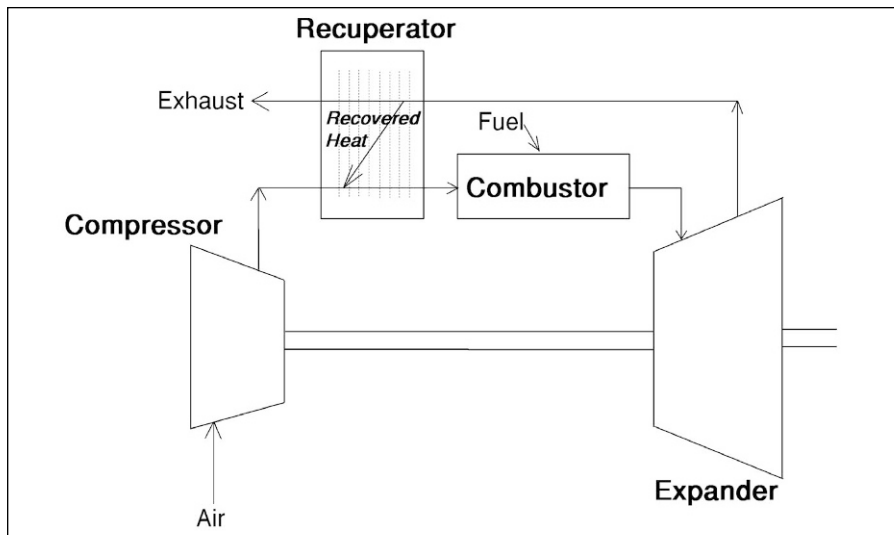 Recuperator
Exhaust
Recovered
Heat
Fuel
Combustor
Compressor
Expander
Air